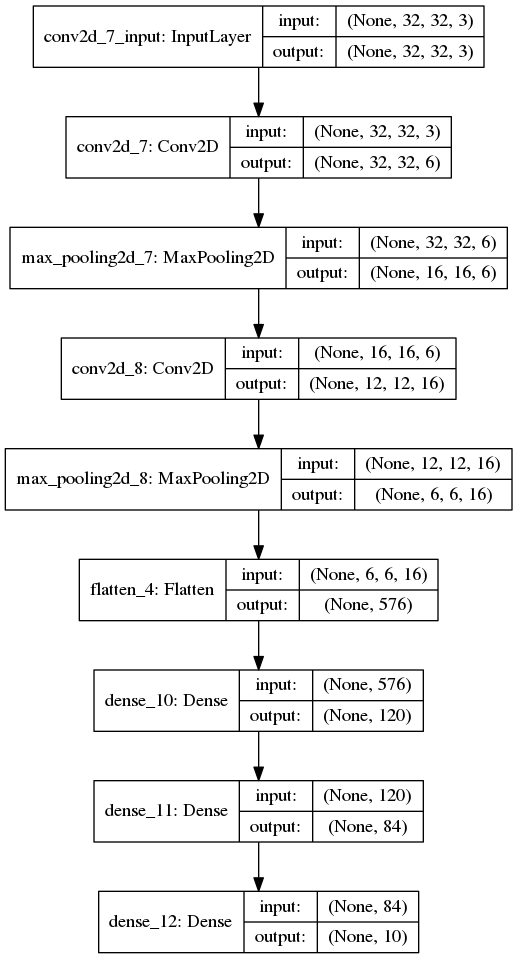 conv2d_7_input: InputLayer
input: (None, 32, 32, 3)
output: (None, 32, 32, 3)
conv2d_7: Conv2D
input: (None, 32, 32, 3)
output: (None, 32, 32, 6)
max_pooling2d_7: MaxPooling2D
input: (None, 32, 32, 6)
output: (None, 16, 16, 6)
conv2d_8: Conv2D
input: (None, 16, 16, 6)
output: (None, 12, 12, 16)
max_pooling2d_8: MaxPooling2D
input: (None, 12, 12, 16)
output: (None, 6, 6, 16)
flatten_4: Flatten
input: (None, 6, 6, 16)
output: (None, 576)
dense_10: Dense
input: (None, 576)
output: (None, 120)
dense_11: Dense
input: (None, 120)
output: (None, 84)
dense_12: Dense
input: (None, 84)
output: (None, 10)